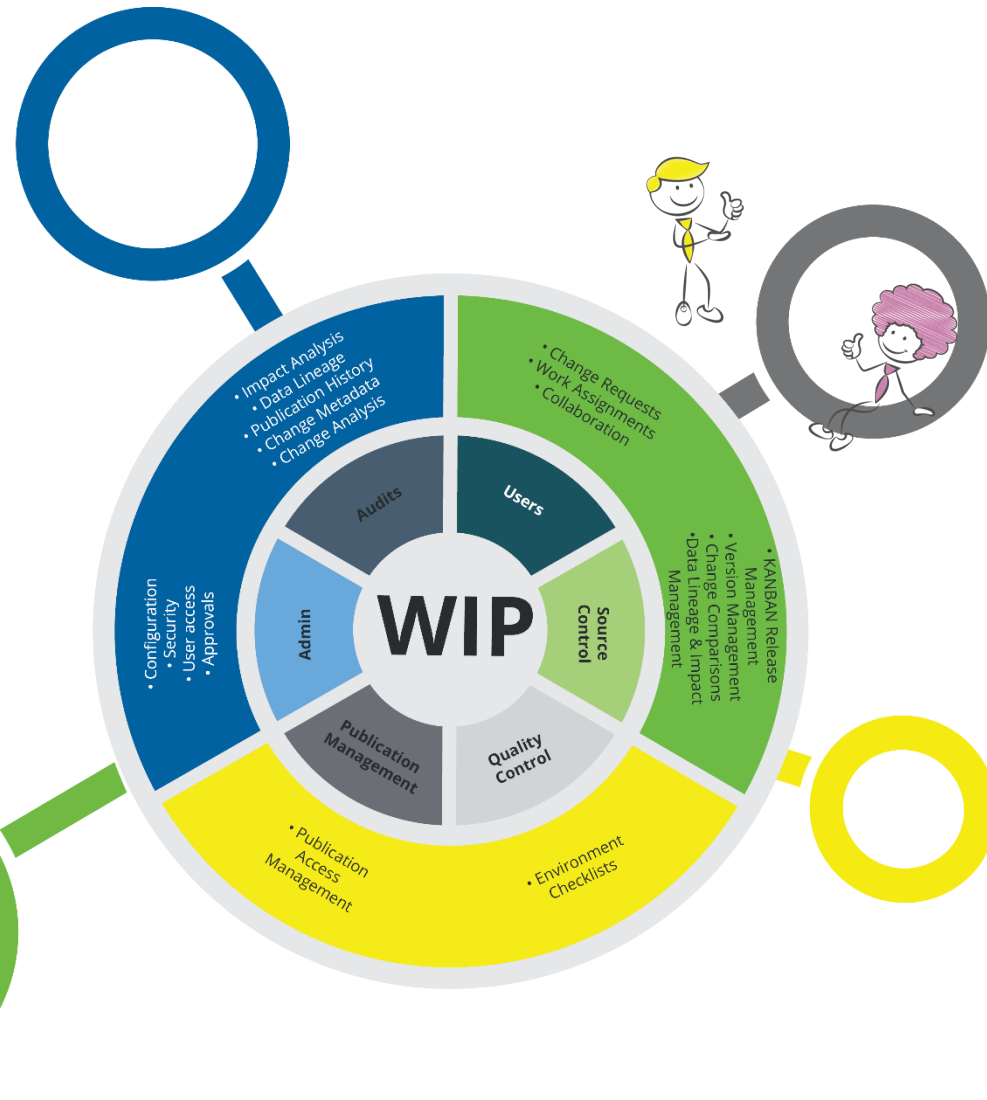 • Impact Analysis
• Data Lineage
• Publication History
• Change Metadata
• Change Analysis
• Change Requests
• Work Assignments
• Collaboration
Audits
Users
• Configuration
• Security
• User access
• Approvals
Admin
WIP
Source
Control
• KANBAN Release
Management
• Version Management
• Change Comparisons
•Data Lineage & Impact
Management
Publication
Management
Quality
Control
• Publication
Access
Management
• Environment
Checklists